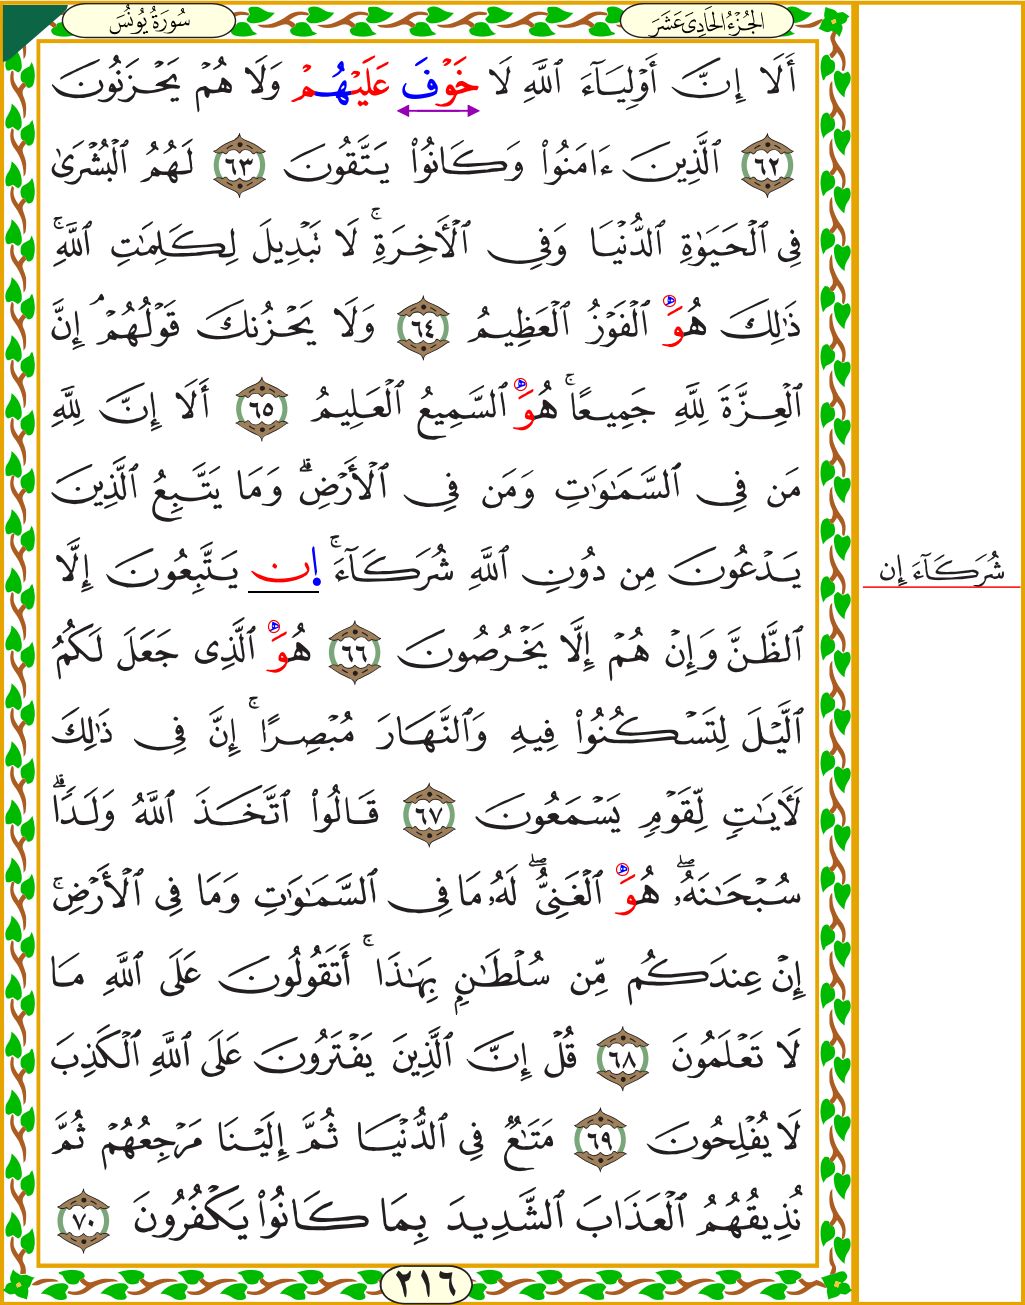 الجُزْءُ الحَادِى عَشَرَ
سُورَةُ يُونُسَ
أَلَآ إِنَّ أَوْلِيَآءَ ٱللَّهِ لَا خَوْفَ عَلَيْهُمْ وَلَا هُمْ يَحْزَنُونَ
٦٢ ٱلَّذِينَ ءَامَنُوا۟ وَكَانُوا۟ يَتَّقُونَ ٦٣ لَهُمُ ٱلْبُشْرَىٰ
فِى ٱلْحَيَوٰةِ ٱلدُّنْيَا وَفِى ٱلْأَخِرَةِ ۚ لَا تَبْدِيلَ لِكَلِمَٰتِ ٱللَّهِ ۚ
ذَٰلِكَ هُوَ ٱلْفَوْزُ ٱلْعَظِيمُ ٦٤ وَلَا يَحْزُنكَ قَوْلُهُمْ ۘ إِنَّ
ٱلْعِزَّةَ لِلَّهِ جَمِيعًا ۚ هُوَ ٱلسَّمِيعُ ٱلْعَلِيمُ ٦٥ أَلَآ إِنَّ لِلَّهِ
مَن فِى ٱلسَّمَٰوَٰتِ وَمَن فِى ٱلْأَرْضِ ۗ وَمَا يَتَّبِعُ ٱلَّذِينَ
يَدْعُونَ مِن دُونِ ٱللَّهِ شُرَكَآءَ ۚ اِن يَتَّبِعُونَ إِلَّا
شُرَكَآءَ إِن
ٱلظَّنَّ وَإِنْ هُمْ إِلَّا يَخْرُصُونَ ٦٦ هُوَ ٱلَّذِى جَعَلَ لَكُمُ
ٱلَّيْلَ لِتَسْكُنُوا۟ فِيهِ وَٱلنَّهَارَ مُبْصِرًا ۚ إِنَّ فِى ذَٰلِكَ
لَأَيَٰتٍ لِّقَوْمٍ يَسْمَعُونَ ٦٧ قَالُوا۟ ٱتَّخَذَ ٱللَّهُ وَلَدًا ۗ
سُبْحَٰنَهُۥ ۖ هُوَ ٱلْغَنِىُّ ۖ لَهُۥ مَا فِى ٱلسَّمَٰوَٰتِ وَمَا فِى ٱلْأَرْضِ ۚ
إِنْ عِندَكُم مِّن سُلْطَٰنٍ بِهَٰذَا ۚ أَتَقُولُونَ عَلَى ٱللَّهِ مَا
لَا تَعْلَمُونَ ٦٨ قُلْ إِنَّ ٱلَّذِينَ يَفْتَرُونَ عَلَى ٱللَّهِ ٱلْكَذِبَ
لَا يُفْلِحُونَ ٦٩ مَتَٰعٌ فِى ٱلدُّنْيَا ثُمَّ إِلَيْنَا مَرْجِعُهُمْ ثُمَّ
نُذِيقُهُمُ ٱلْعَذَابَ ٱلشَّدِيدَ بِمَا كَانُوا۟ يَكْفُرُونَ ٧٠
٢١٦